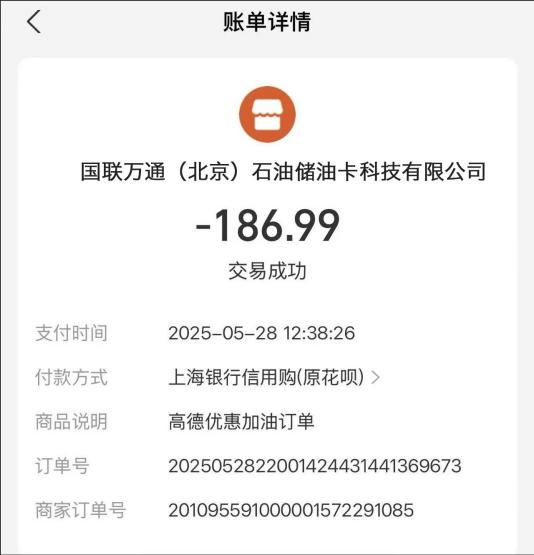 账单详情
国联万通（北京）石油储油卡科技有限公司
-186.99
交易成功
支付时间 2025-05-28 12:38:26
付款方式 上海银行信用购(原花呗)
商品说明 高德优惠加油订单
订单号 2025052822001424431441369673
商家订单号 201095591000001572291085